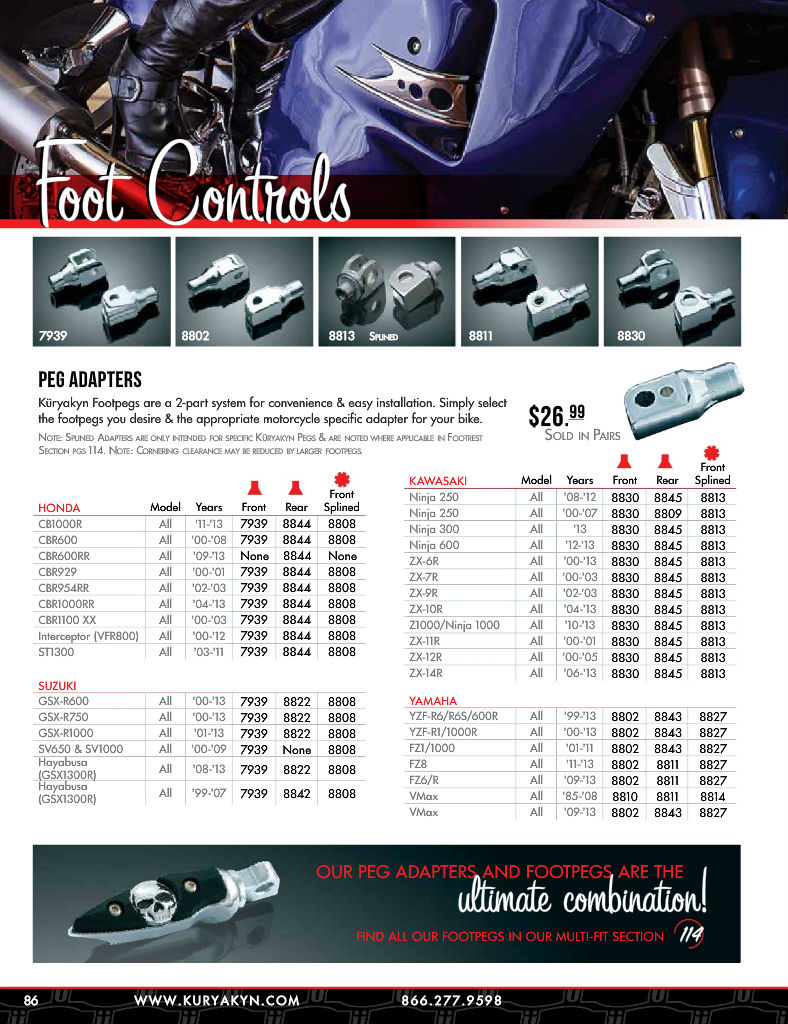 Foot Controls
7939
8802
8813 SPLINED
8811
8830
PEG ADAPTERS
Küryakyn Footpegs are a 2-part system for convenience & easy installation. Simply select
the footpegs you desire & the appropriate motorcycle specific adapter for your bike.
NOTE: SPLINED ADAPTERS ARE ONLY INTENDED FOR SPECIFIC KÜRYAKYN PEGS & ARE NOTED WHERE APPLICABLE IN FOOTREST
SECTION PGS 114. NOTE: CORNERING CLEARANCE MAY BE REDUCED BY LARGER FOOTPEGS.
$26.99
SOLD IN PAIRS
HONDA Model Years Front Rear Front Splined
CB1000R All '11-'13 7939 8844 8808
CBR600 All '00-'08 7939 8844 8808
CBR600RR All '09-'13 None 8844 None
CBR929 All '00-'01 7939 8844 8808
CBR954RR All '02-'03 7939 8844 8808
CBR1000RR All '04-'13 7939 8844 8808
CBR1100 XX All '00-'03 7939 8844 8808
Interceptor (VFR800) All '00-'12 7939 8844 8808
ST1300 All '03-'11 7939 8844 8808
SUZUKI
GSX-R600 All '00-'13 7939 8822 8808
GSX-R750 All '00-'13 7939 8822 8808
GSX-R1000 All '01-'13 7939 8822 8808
SV650 & SV1000 All '00-'09 7939 None 8808
Hayabusa
(GSX1300R) All '08-'13 7939 8822 8808
Hayabusa
(GSX1300R) All '99-'07 7939 8842 8808
KAWASAKI Model Years Front Rear Front Splined
Ninja 250 All '08-'12 8830 8845 8813
Ninja 250 All '00-'07 8830 8809 8813
Ninja 300 All '13 8830 8845 8813
Ninja 600 All '12-'13 8830 8845 8813
ZX-6R All '00-'13 8830 8845 8813
ZX-7R All '00-'03 8830 8845 8813
ZX-9R All '02-'03 8830 8845 8813
ZX-10R All '04-'13 8830 8845 8813
Z1000/Ninja 1000 All '10-'13 8830 8845 8813
ZX-11R All '00-'01 8830 8845 8813
ZX-12R All '00-'05 8830 8845 8813
ZX-14R All '06-'13 8830 8845 8813
YAMAHA
YZF-R6/R6S/600R All '99-'13 8802 8843 8827
YZF-R1/1000R All '00-'13 8802 8843 8827
FZ1/1000 All '01-'11 8802 8843 8827
FZ8 All '11-'13 8802 8811 8827
FZ6/R All '09-'13 8802 8811 8827
VMax All '85-'08 8810 8811 8814
VMax All '09-'13 8802 8843 8827
OUR PEG ADAPTERS AND FOOTPEGS ARE THE
ultimate combination!
FIND ALL OUR FOOTPEGS IN OUR MULTI-FIT SECTION 114
86 WWW.KURYAKYN.COM 866.277.9598